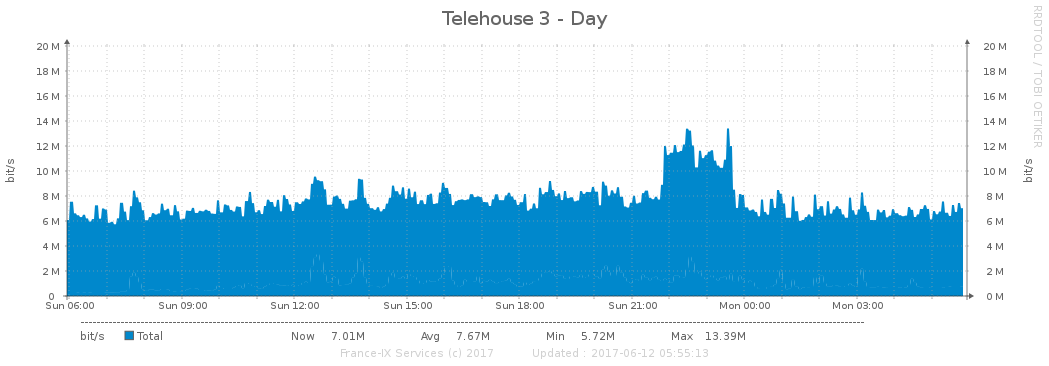 Telehouse 3 - Day
RRDTOOL / TOBI OETIKER
bit/s
20 M 20 M
18 M 18 M
16 M 16 M
14 M 14 M
12 M 12 M
10 M 10 M
8 M 8 M
6 M 6 M
4 M 4 M
2 M 2 M
0 0 M
bit/s
Sun 06:00 Sun 09:00 Sun 12:00 Sun 15:00 Sun 18:00 Sun 21:00 Mon 00:00 Mon 03:00
bit/s Total Now 7.01M Avg 7.67M Min 5.72M Max 13.39M
France-IX Services (c) 2017 Updated : 2017-06-12 05:55:13